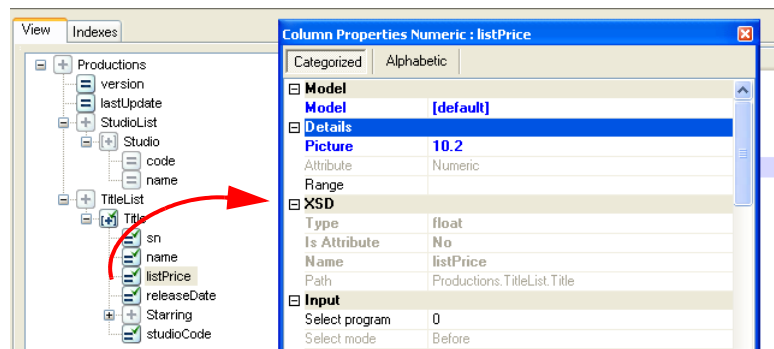 View Indexes
Productions
version
lastUpdate
StudioList
Studio
code
name
TitleList
Title
sn
name
listPrice
releaseDate
Starring
studioCode
Column Properties Numeric : listPrice
Categorized Alphabetic
Model
Model [default]
Details
Picture 10.2
Attribute Numeric
Range
XSD
Type float
Is Attribute No
Name listPrice
Path Productions.TitleList.Title
Input
Select program 0
Select mode Before